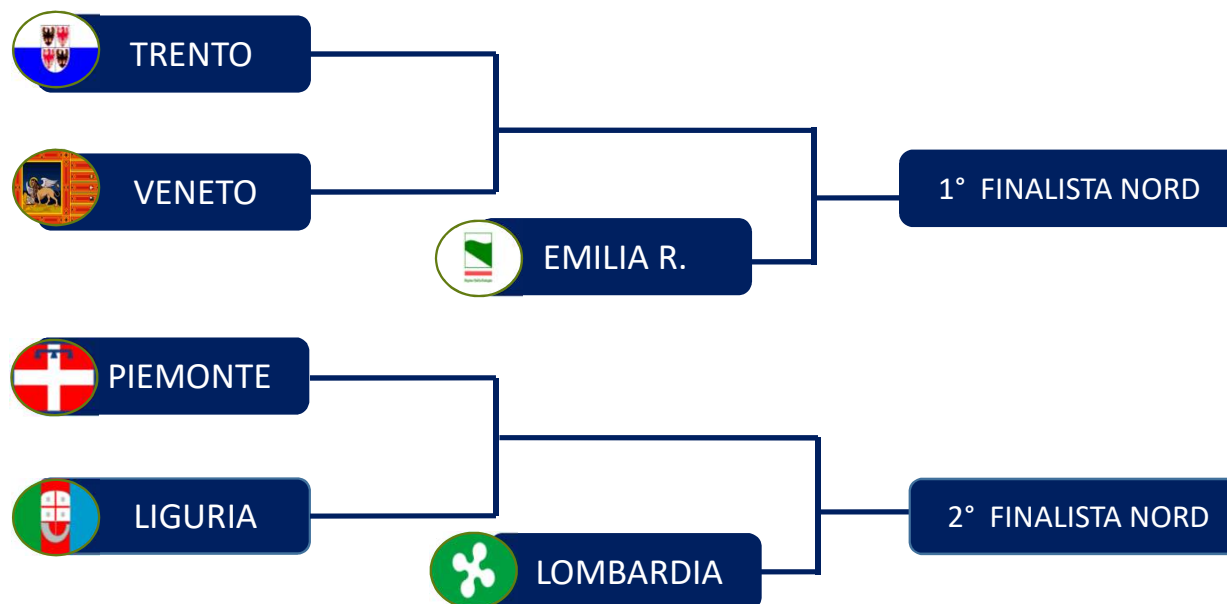 TRENTO
VENETO
1° FINALISTA NORD
EMILIA R.
PIEMONTE
LIGURIA
2° FINALISTA NORD
LOMBARDIA